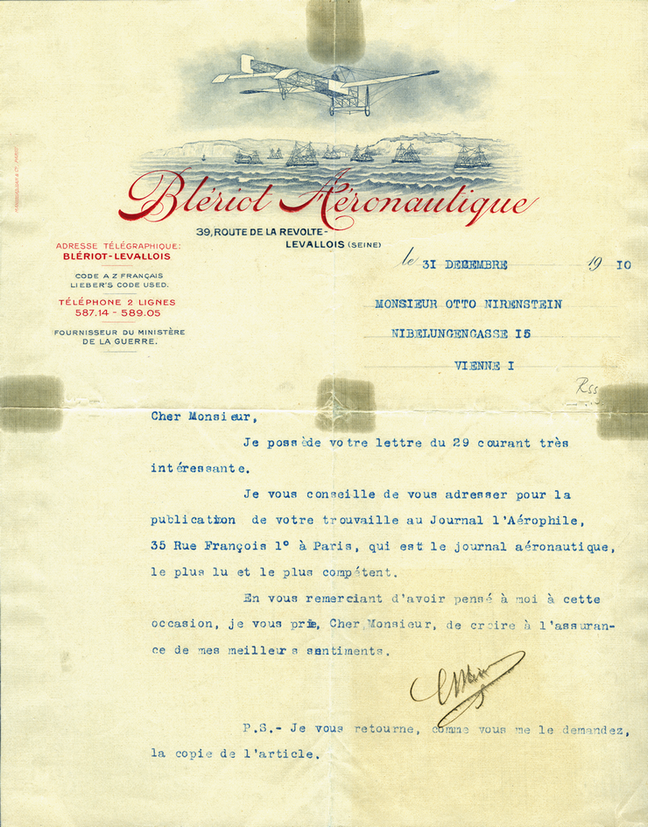 Blériot Aéronautique
39, ROUTE DE LA REVOLTE-
LEVALLOIS (SEINE)
ADRESSE TÉLÉGRAPHIQUE:
BLÉRIOT-LEVALLOIS
CODE A Z FRANÇAIS
LIEBER'S CODE USED.
TÉLÉPHONE 2 LIGNES
587.14 - 589.05
FOURNISSEUR DU MINISTÈRE
DE LA GUERRE.
le 31 DECEMBRE 1910
MONSIEUR OTTO NIRENSTEIN
NIBELUNGENGASSE 15
VIENNE I
Cher Monsieur,
Je possède votre lettre du 29 courant très
intéressante.
Je vous conseille de vous adresser pour la
publication de votre trouvaille au Journal l'Aérophile,
35 Rue François 1° à Paris, qui est le journal aéronautique,
le plus lu et le plus compétent.
En vous remerciant d'avoir pensé à moi à cette
occasion, je vous prie, Cher Monsieur, de croire à l'assuran-
ce de mes meilleurs sentiments.
P.S.- Je vous retourne, comme vous me le demandez,
la copie de l'article.